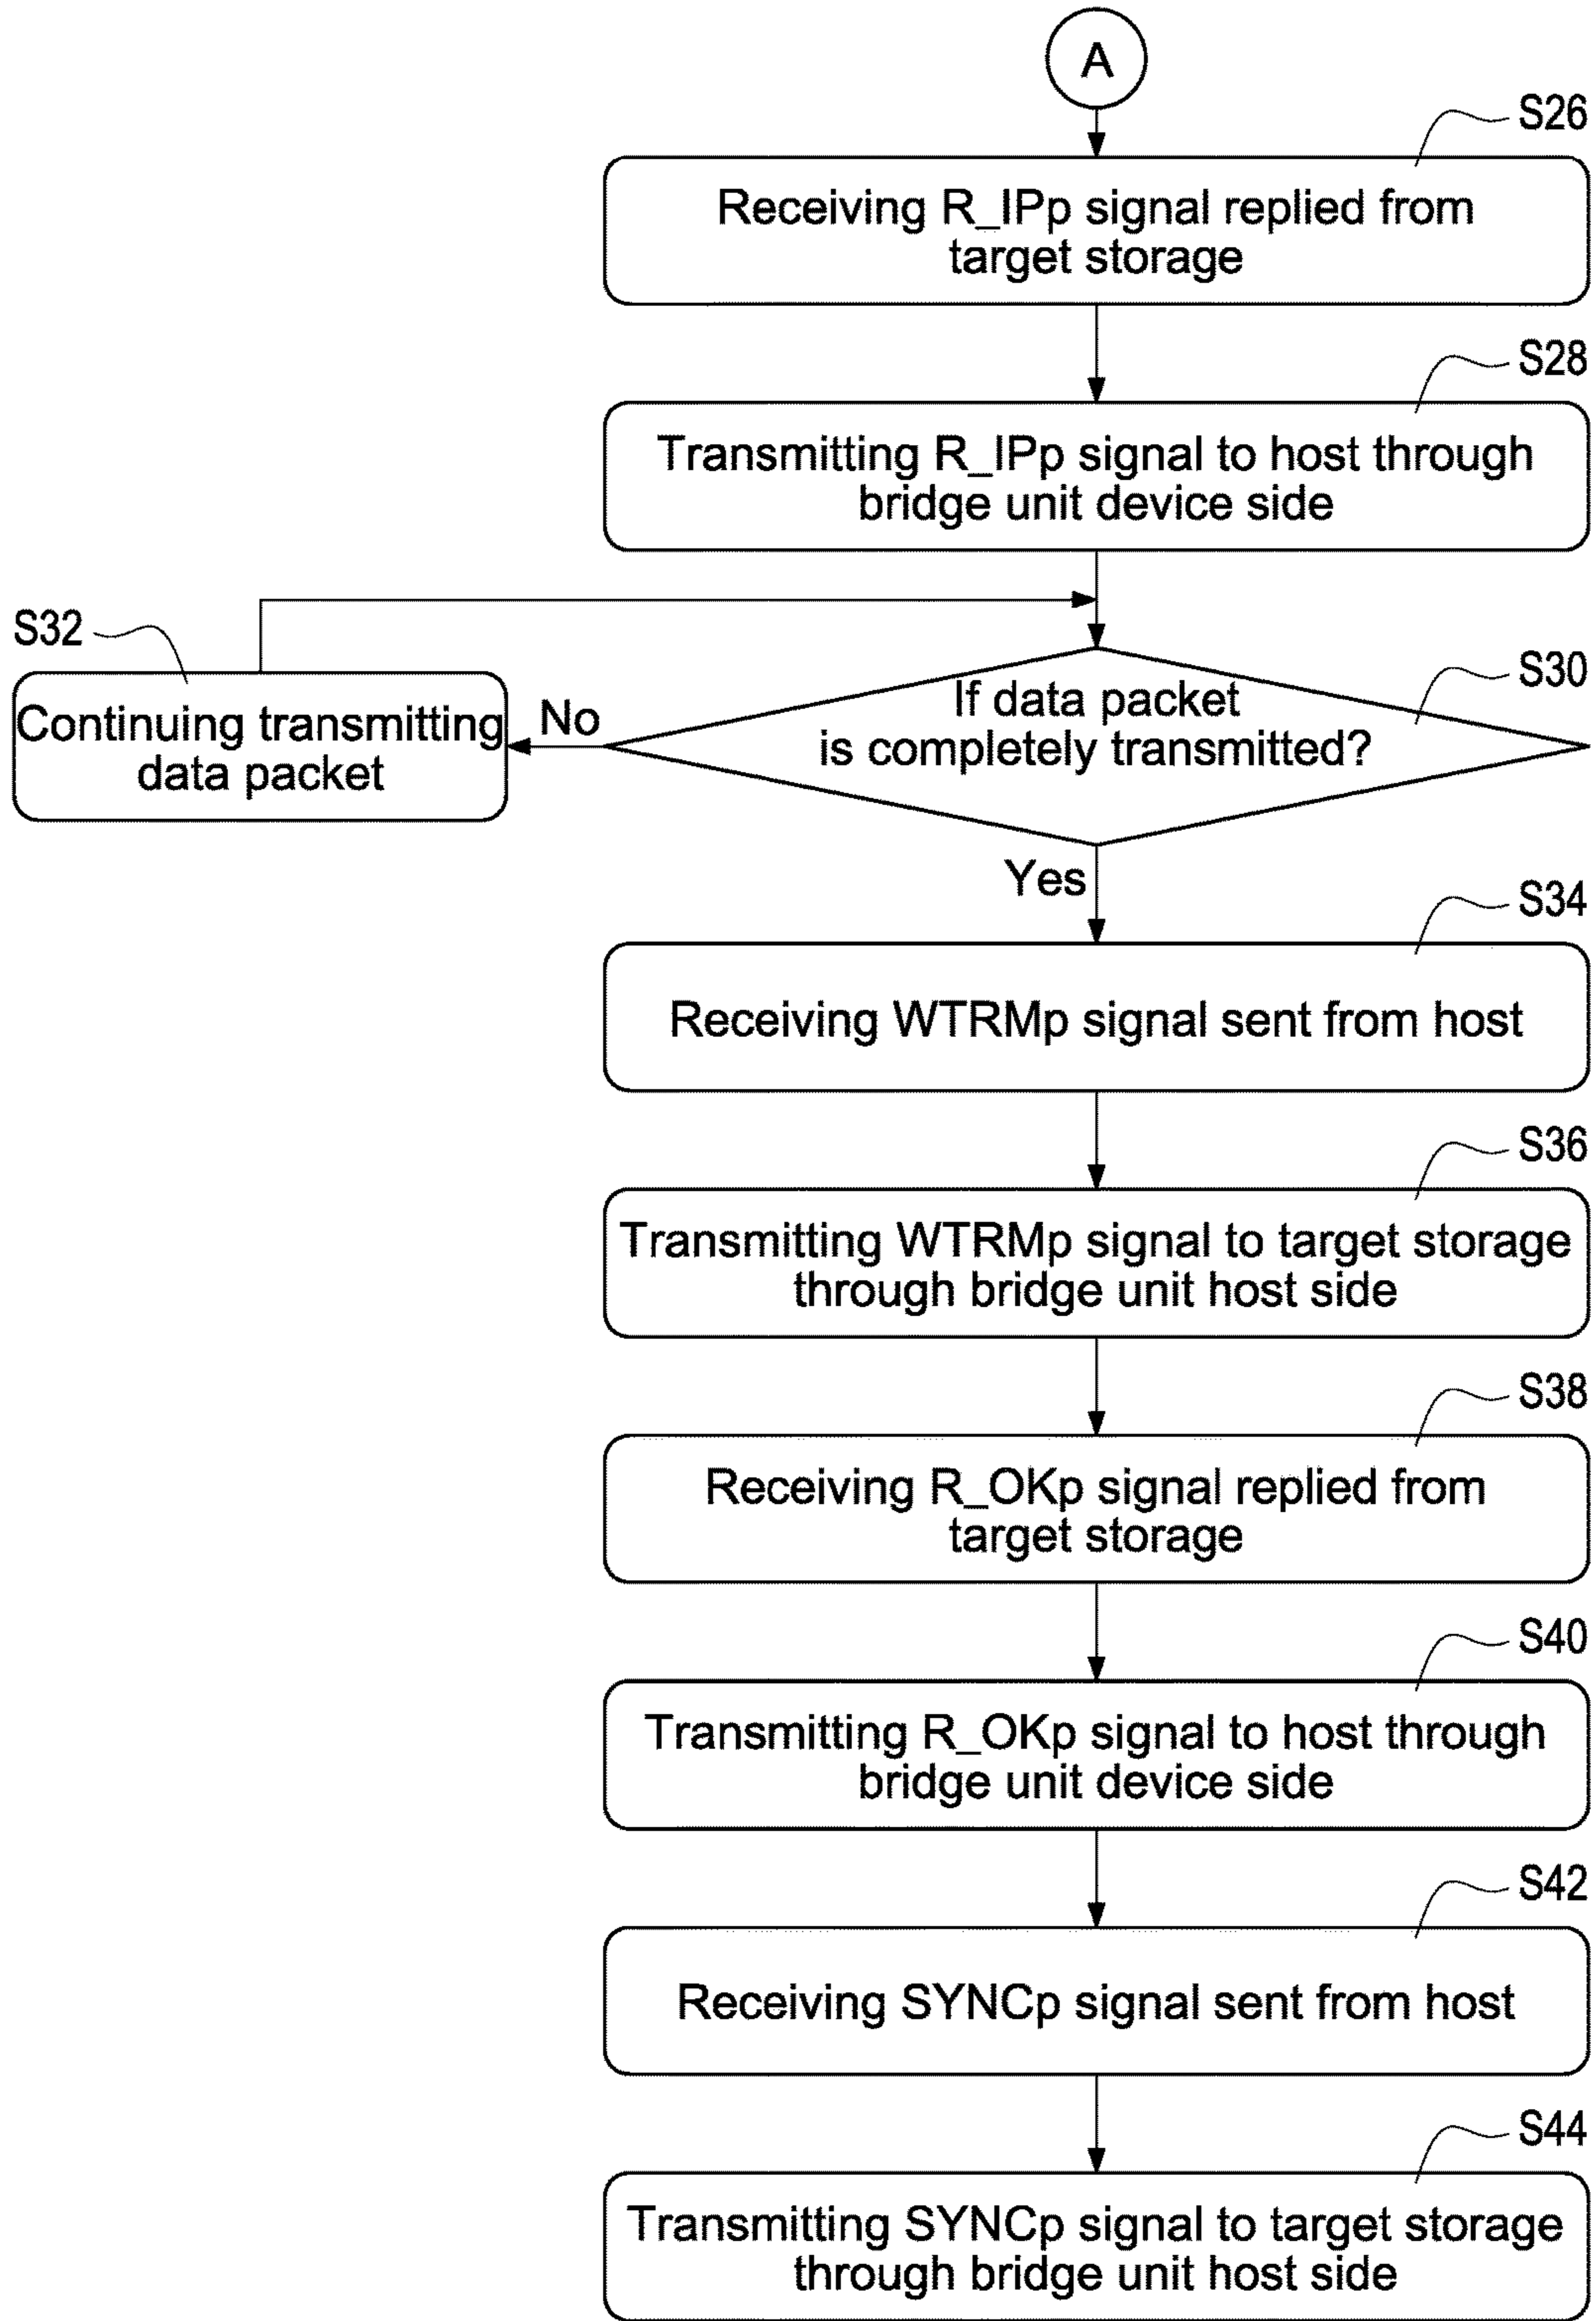 A
S26
Receiving R_IPp signal replied from
target storage
S28
Transmitting R_IPp signal to host through
bridge unit device side
S32
Continuing transmitting
data packet
No
S30
If data packet
is completely transmitted?
Yes
S34
Receiving WTRMp signal sent from host
S36
Transmitting WTRMp signal to target storage
through bridge unit host side
S38
Receiving R_OKp signal replied from
target storage
S40
Transmitting R_OKp signal to host through
bridge unit device side
S42
Receiving SYNCp signal sent from host
S44
Transmitting SYNCp signal to target storage
through bridge unit host side